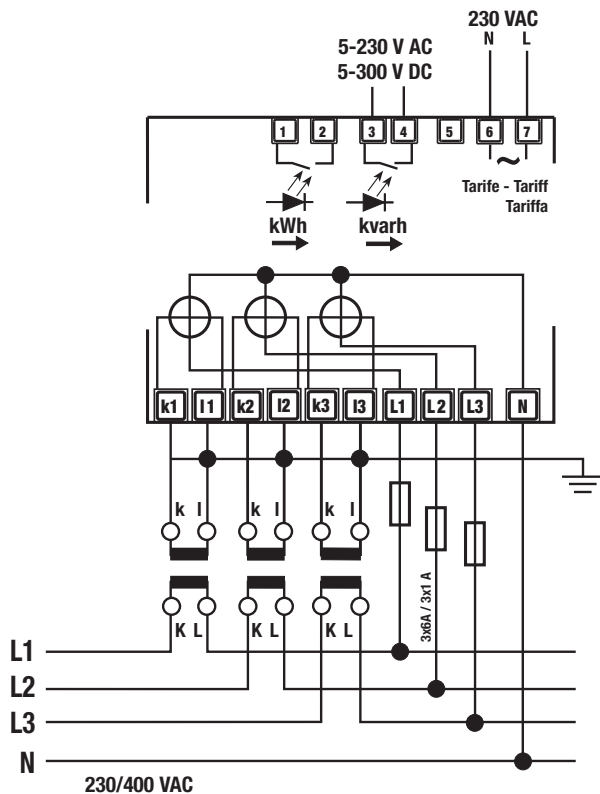 230 VAC
N L
5-230 V AC
5-300 V DC
1 2 3 4 5 6 7
~
Tarife - Tariff
Tariffa
kWh kvarh
k1 l1 k2 l2 k3 l3 L1 L2 L3 N
k l k l k l
3x6A / 3x1 A
K L K L K L
L1
L2
L3
N
230/400 VAC